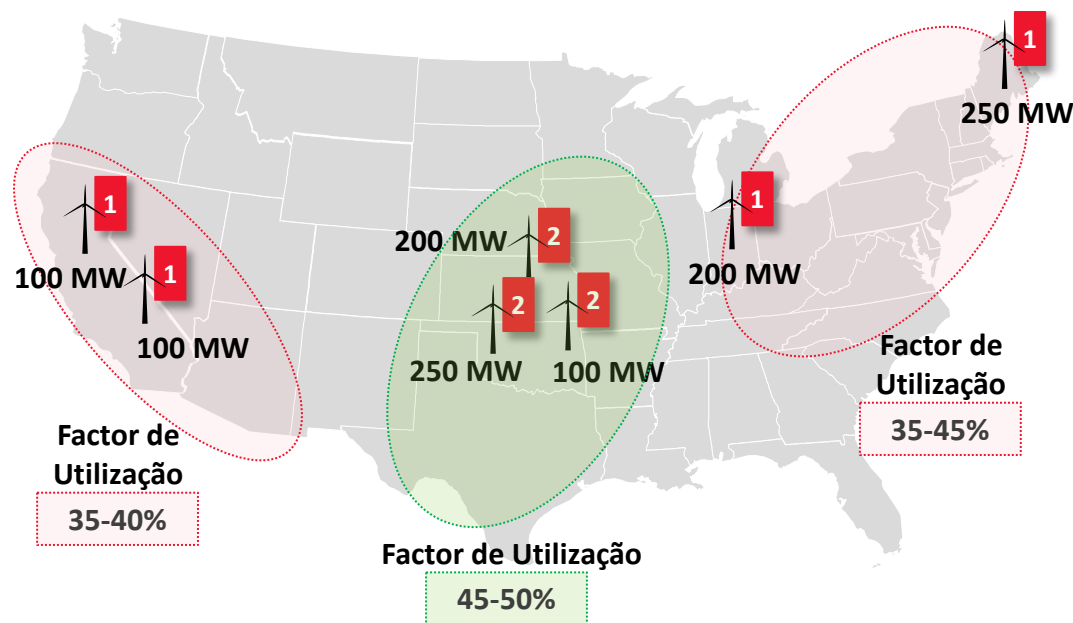 1
250 MW
1
100 MW
1
100 MW
200 MW
2
2
2
250 MW
100 MW
1
200 MW
Factor de
Utilização
35-45%
Factor de
Utilização
35-40%
Factor de Utilização
45-50%